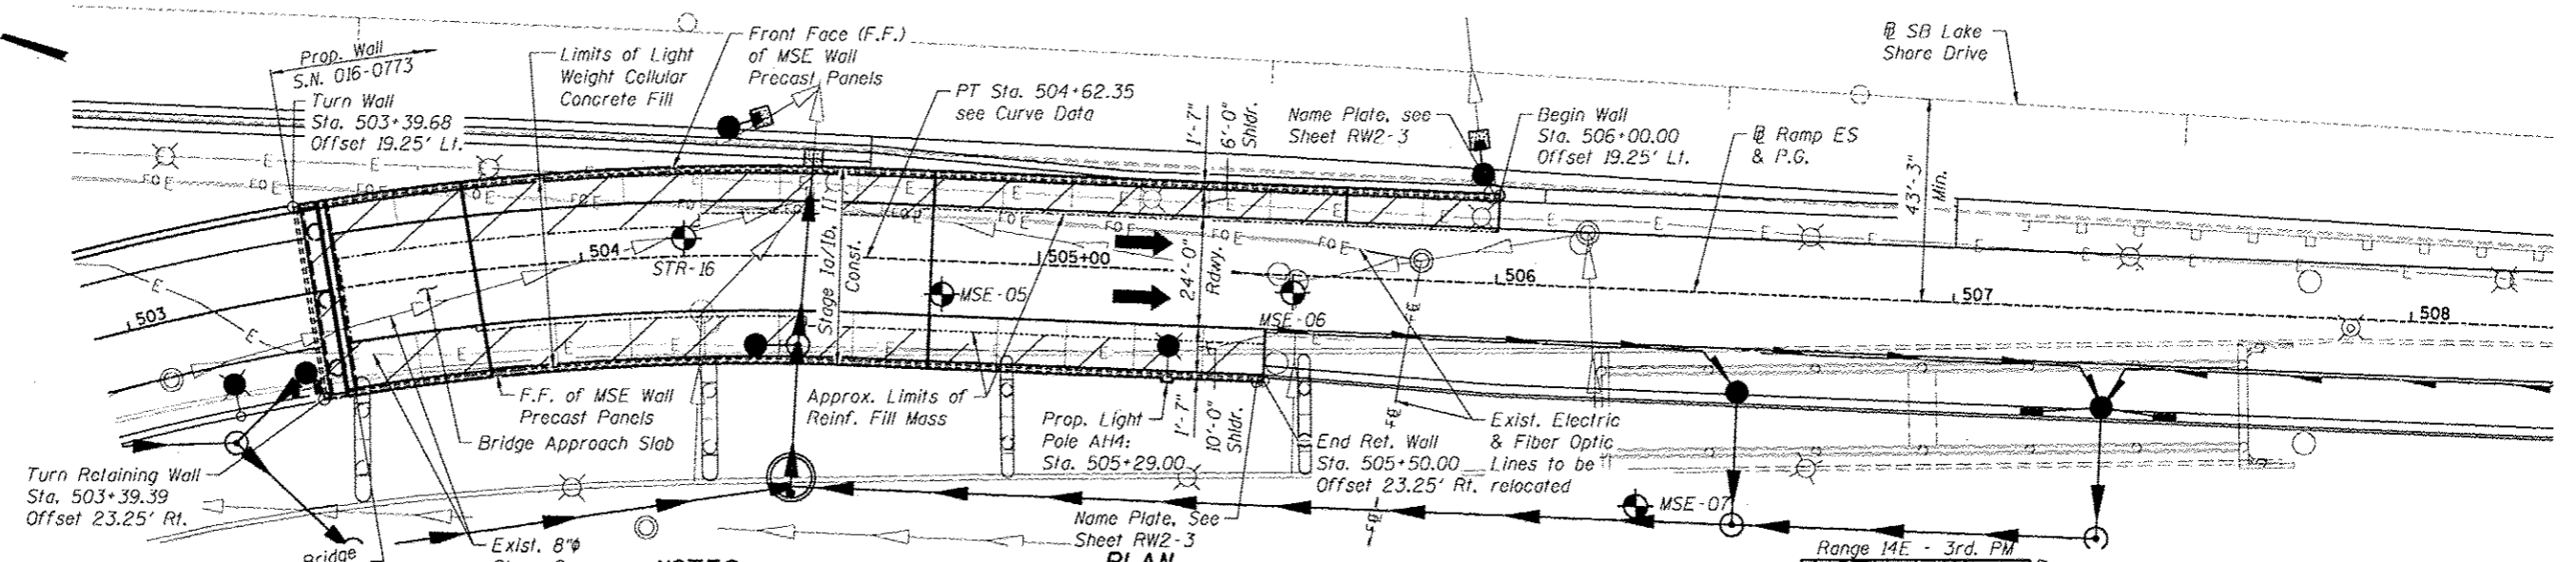 Prop. Wall
S.N. 016-0773
Turn Wall
Sta. 503+39.68
Offset 19.25' Lt.
Limits of Light
Weight Cellular
Concrete Fill
Front Face (F.F.)
of MSE Wall
Precast Panels
PT Sta. 504+62.35
see Curve Data
1'-7"
6'-0"
Shldr.
Name Plate, see
Sheet RW2-3
Begin Wall
Sta. 506+00.00
Offset 19.25' Lt.
℄ Ramp ES
& P.G.
℄ SB Lake
Shore Drive
43'-3"
Min.
503
504
505+00
506
507
508
STR-16
MSE-05
MSE-06
MSE-07
Stage Ia/Ib, II
Const.
24'-0"
Rdwy.
1'-7"
10'-0"
Shldr.
F.F. of MSE Wall
Precast Panels
Bridge Approach Slab
Approx. Limits of
Reinf. Fill Mass
Prop. Light
Pole AH4:
Sta. 505+29.00
End Ret. Wall
Sta. 505+50.00
Offset 23.25' Rt.
Exist. Electric
& Fiber Optic
Lines to be
relocated
Turn Retaining Wall
Sta. 503+39.39
Offset 23.25' Rt.
Bridge
Exist. 8"φ
Name Plate, See
Sheet RW2-3
NOTES
PLAN
Range 14E - 3rd. PM